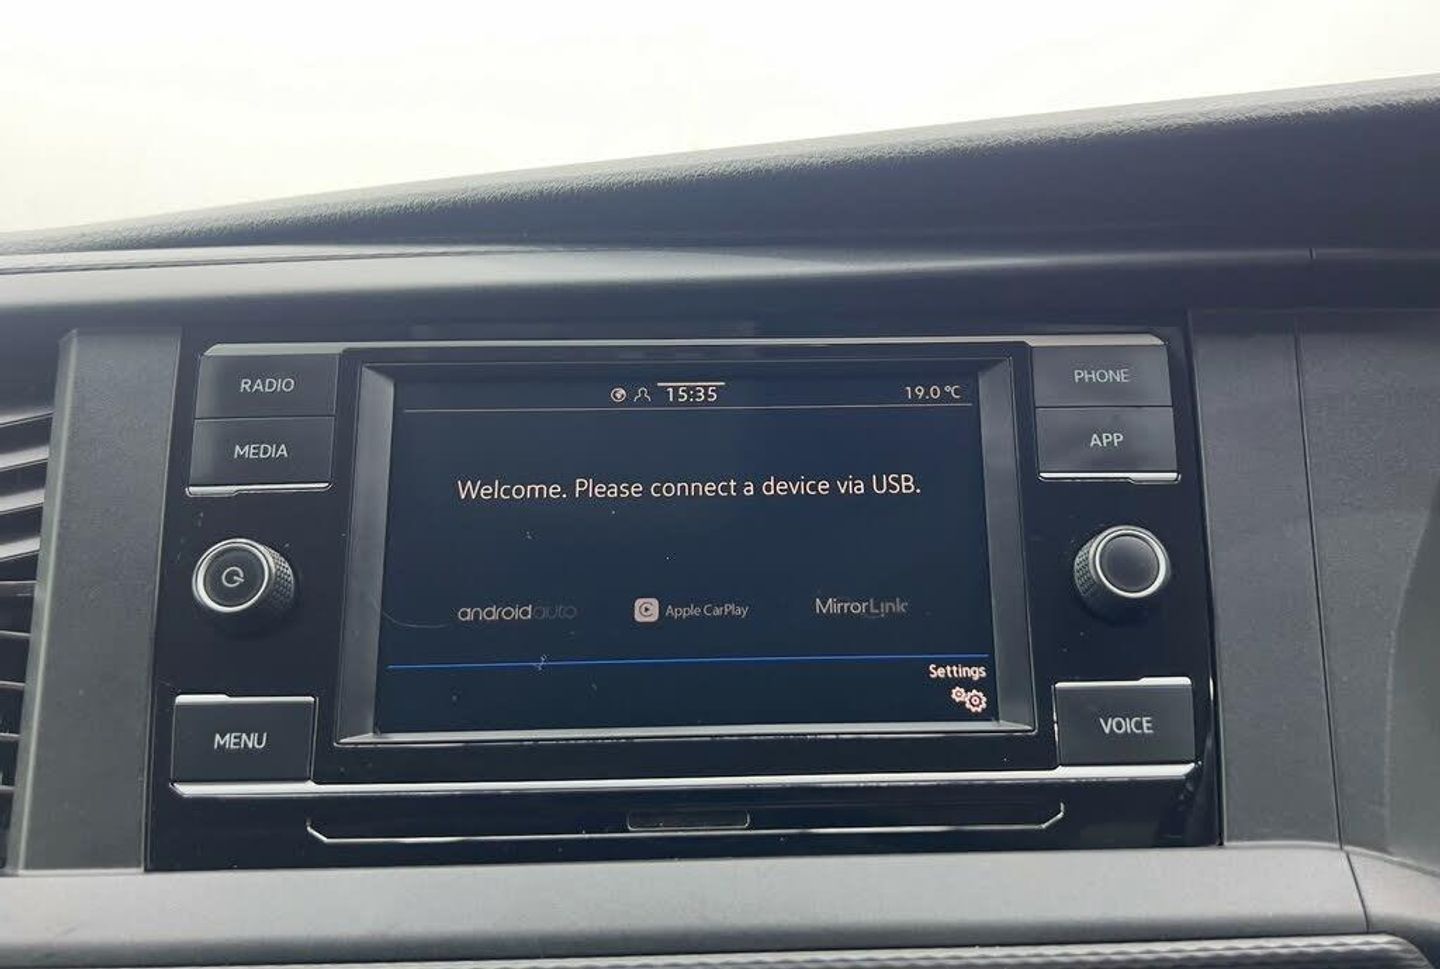 RADIO
MEDIA
MENU
15:35
19.0 °C
Welcome. Please connect a device via USB.
androidauto
Apple CarPlay
MirrorLink
Settings
PHONE
APP
VOICE